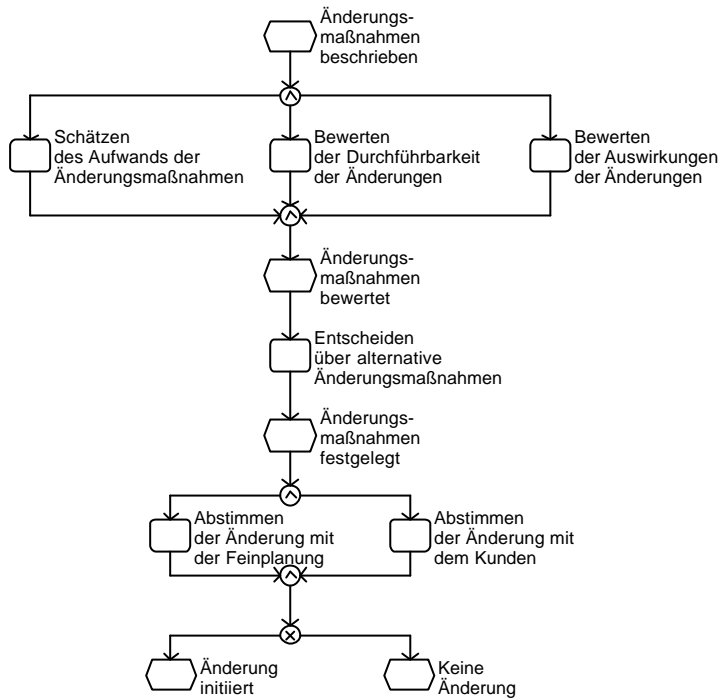 Änderungs-
maßnahmen
beschrieben
Schätzen
des Aufwands der
Änderungsmaßnahmen
Bewerten
der Durchführbarkeit
der Änderungen
Bewerten
der Auswirkungen
der Änderungen
Änderungs-
maßnahmen
bewertet
Entscheiden
über alternative
Änderungsmaßnahmen
Änderungs-
maßnahmen
festgelegt
Abstimmen
der Änderung mit
der Feinplanung
Abstimmen
der Änderung mit
dem Kunden
Änderung
initiiert
Keine
Änderung